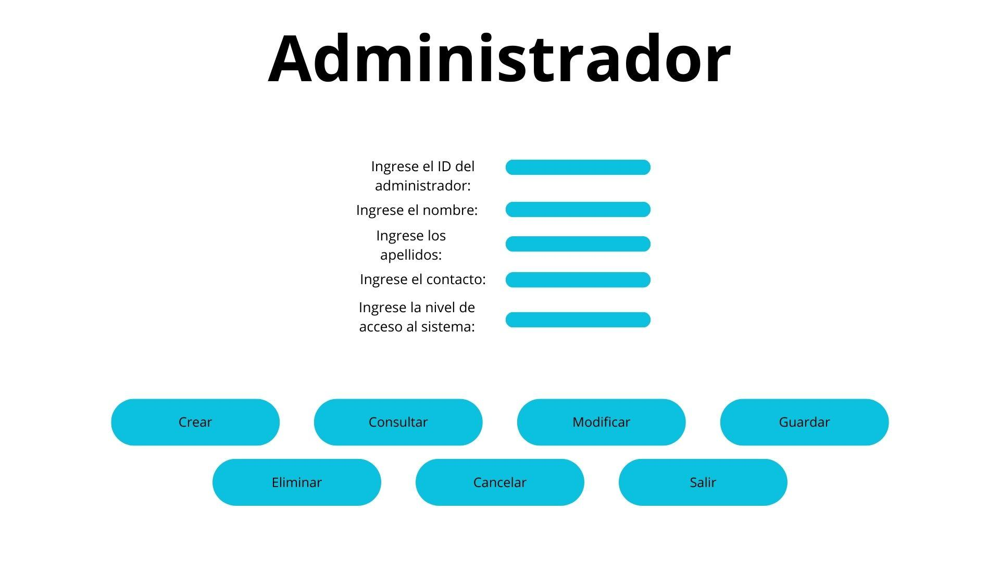 Administrador
Ingrese el ID del
administrador:
Ingrese el nombre:
Ingrese los
apellidos:
Ingrese el contacto:
Ingrese la nivel de
acceso al sistema:
Crear
Consultar
Modificar
Guardar
Eliminar
Cancelar
Salir